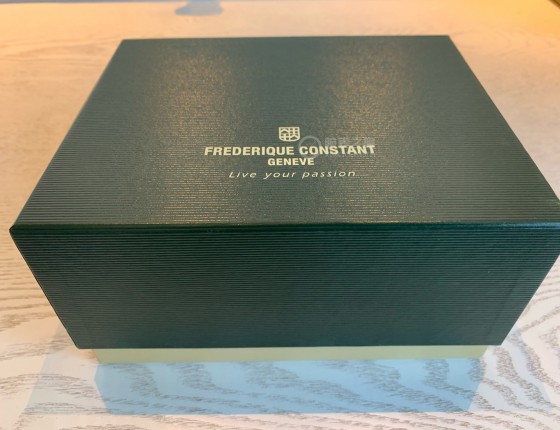 FREDERIQUE CONSTANT
GENEVE
Live your passion